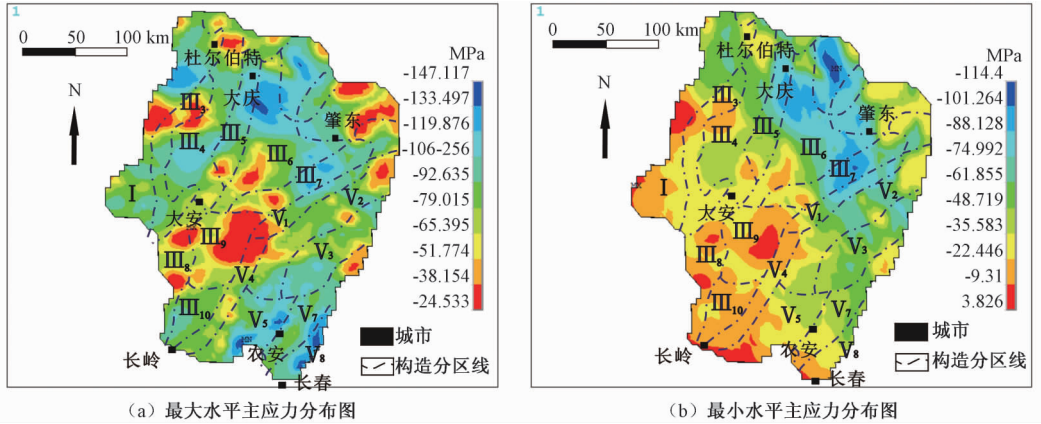 1
0 50 100 km
N
MPa
-147.117
-133.497
-119.876
-106-256
-92.635
-79.015
-65.395
-51.774
-38.154
-24.533
杜尔伯特
大庆
肇东
大安
长岭
农安
长春
Ⅰ
Ⅲ3
Ⅲ4
Ⅲ5
Ⅲ6
Ⅲ7
Ⅲ8
Ⅲ9
Ⅲ10
Ⅴ1
Ⅴ2
Ⅴ3
Ⅴ4
Ⅴ5
Ⅴ7
Ⅴ8
城市
构造分区线
（a）最大水平主应力分布图
1
0 50 100 km
N
MPa
-114.4
-101.264
-88.128
-74.992
-61.855
-48.719
-35.583
-22.446
-9.31
3.826
杜尔伯特
大庆
肇东
大安
长岭
农安
长春
Ⅰ
Ⅲ3
Ⅲ4
Ⅲ5
Ⅲ6
Ⅲ7
Ⅲ8
Ⅲ9
Ⅲ10
Ⅴ1
Ⅴ2
Ⅴ3
Ⅴ4
Ⅴ5
Ⅴ7
Ⅴ8
城市
构造分区线
（b）最小水平主应力分布图